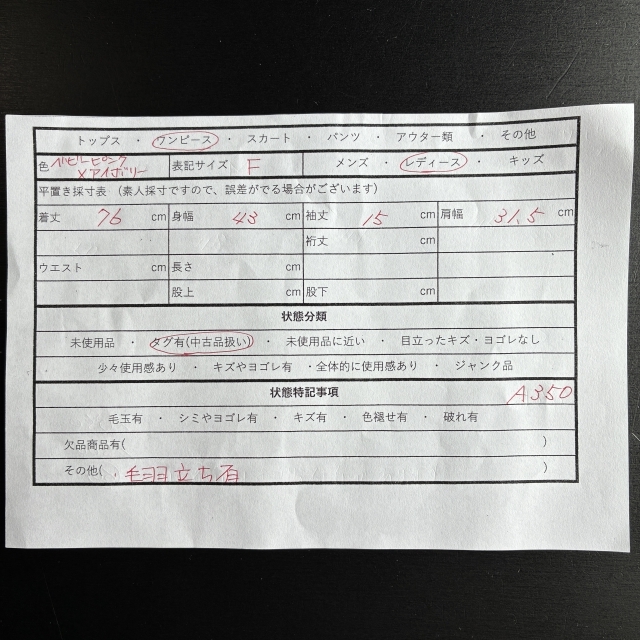 トップス ・ ワンピース ・ スカート ・ パンツ ・ アウター類 ・ その他
色 ベビーピンク×アイボリー 表記サイズ F メンズ ・ レディース ・ キッズ
平置き採寸表 （素人採寸ですので、誤差がでる場合がございます）
着丈 76 cm 身幅 43 cm 袖丈 15 cm 肩幅 31.5 cm
裄丈 cm
ウエスト cm 長さ cm
股上 cm 股下 cm
状態分類
未使用品 ・ タグ有(中古品扱い) ・ 未使用に近い ・ 目立ったキズ・ヨゴレなし
少々使用感あり ・ キズやヨゴレ有 ・全体的に使用感あり ・ ジャンク品
状態特記事項 A350
毛玉有 ・ シミやヨゴレ有 ・ キズ有 ・ 色褪せ有 ・ 破れ有
欠品商品有( )
その他( ・毛羽立ち有 )